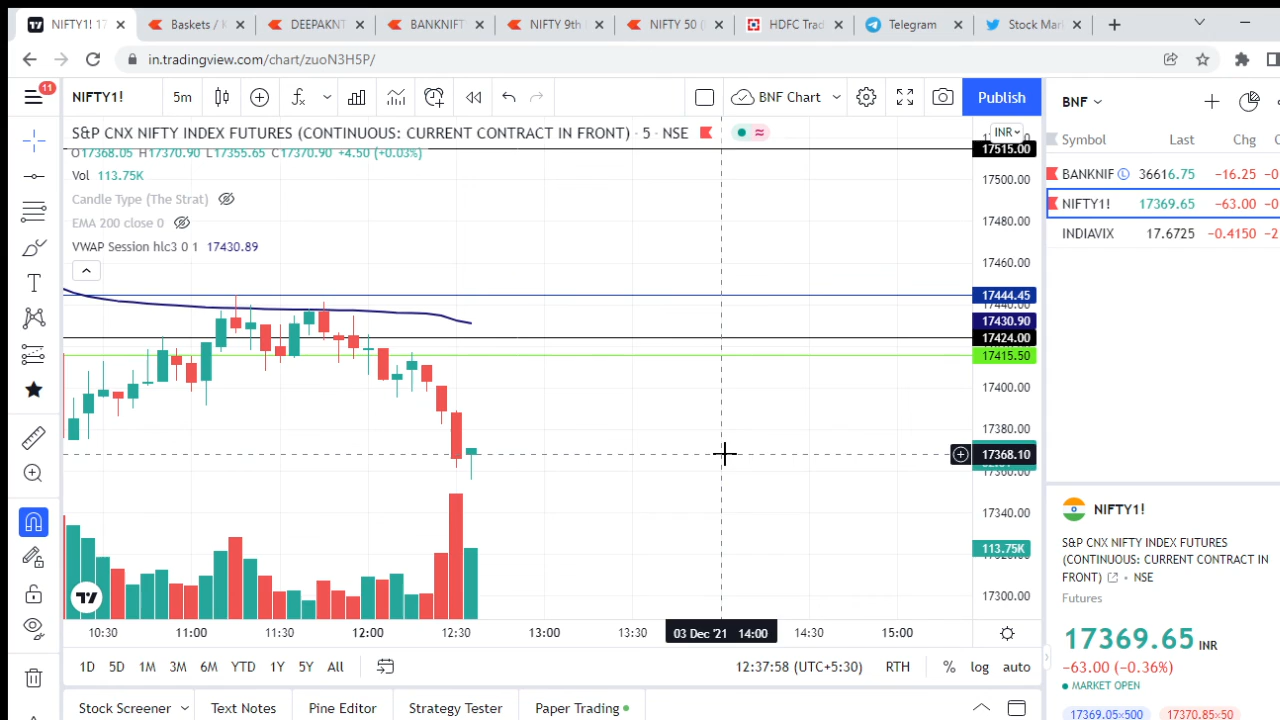 NIFTY1! 17
Baskets /
DEEPAKNT
BANKNIFT
NIFTY 9th
NIFTY 50 (
HDFC Trad
Telegram
Stock Mar
in.tradingview.com/chart/zuoN3H5P/
11
NIFTY1!
5m
BNF Chart
Publish
BNF
S&P CNX NIFTY INDEX FUTURES (CONTINUOUS: CURRENT CONTRACT IN FRONT) · 5 · NSE
INR
O17368.05 H17370.90 L17355.65 C17370.90 +4.50 (+0.03%)
Vol 113.75K
Candle Type (The Strat)
EMA 200 close 0
VWAP Session hlc3 0 1 17430.89
17515.00
17500.00
17480.00
17460.00
17444.45
17440.00
17430.90
17424.00
17415.50
17400.00
17380.00
17368.10
17360.00
17340.00
113.75K
17300.00
Symbol Last Chg
BANKNIF 36616.75 −16.25 −0
NIFTY1! 17369.65 −63.00 −0
INDIAVIX 17.6725 −0.4150 −2
10:30 11:00 11:30 12:00 12:30 13:00 13:30 03 Dec '21 14:00 14:30 15:00
1D 5D 1M 3M 6M YTD 1Y 5Y All
12:37:58 (UTC+5:30) RTH % log auto
Stock Screener Text Notes Pine Editor Strategy Tester Paper Trading
NIFTY1!
S&P CNX NIFTY INDEX FUTURES
(CONTINUOUS: CURRENT CONTRACT IN
FRONT) • NSE
Futures
17369.65 INR
−63.00 (−0.36%)
MARKET OPEN
17369.05×500 17370.85×50